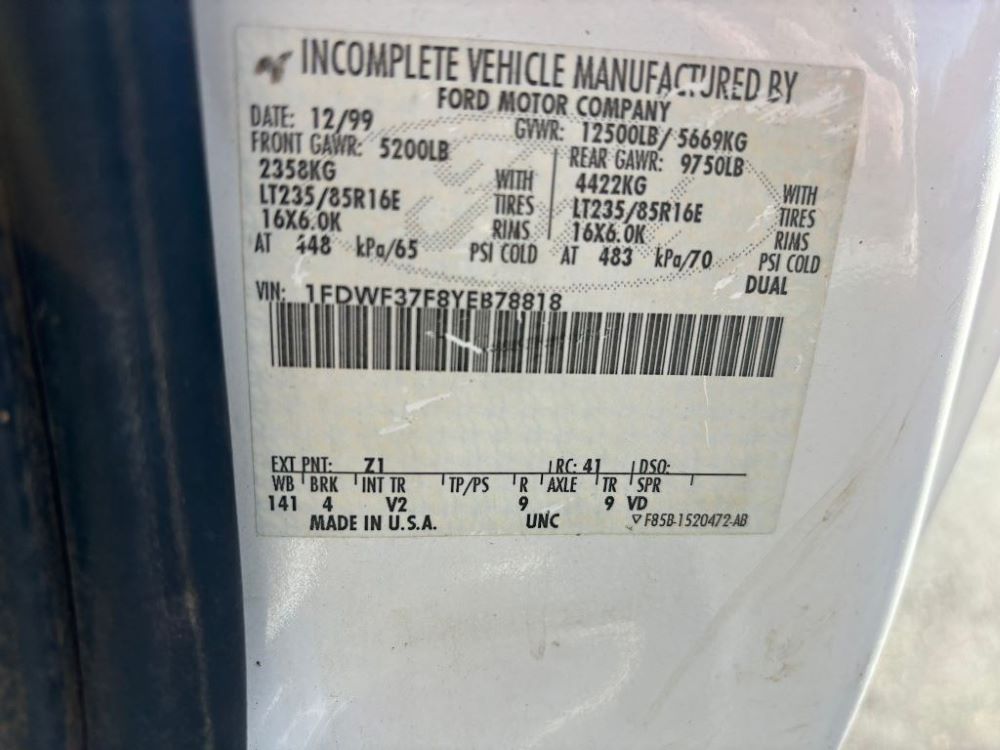 INCOMPLETE VEHICLE MANUFACTURED BY
FORD MOTOR COMPANY
DATE: 12/99 GVWR: 12500LB/ 5669KG
FRONT GAWR: 5200LB REAR GAWR: 9750LB
2358KG WITH 4422KG WITH
LT235/85R16E TIRES LT235/85R16E TIRES
16X6.0K RIMS 16X6.0K RIMS
AT 448 kPa/65 PSI COLD AT 483 kPa/70 PSI COLD
DUAL
VIN: 1FDWF37F8YEB78818
EXT PNT: Z1 RC: 41 DSO:
WB BRK INT TR TP/PS R AXLE TR SPR
141 4 V2 9 9 VD
MADE IN U.S.A. UNC F85B-1520472-AB